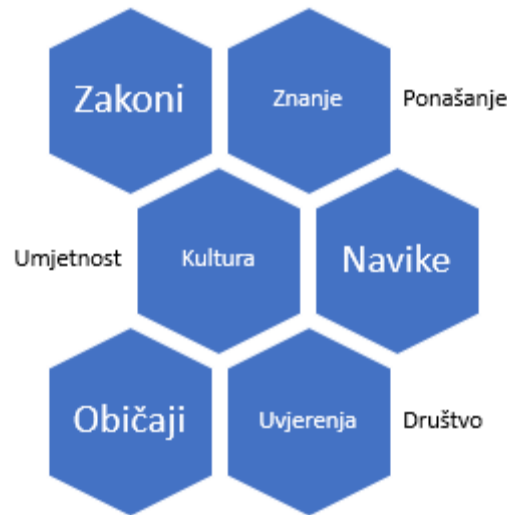 Zakoni
Znanje
Ponašanje
Umjetnost
Kultura
Navike
Običaji
Uvjerenja
Društvo